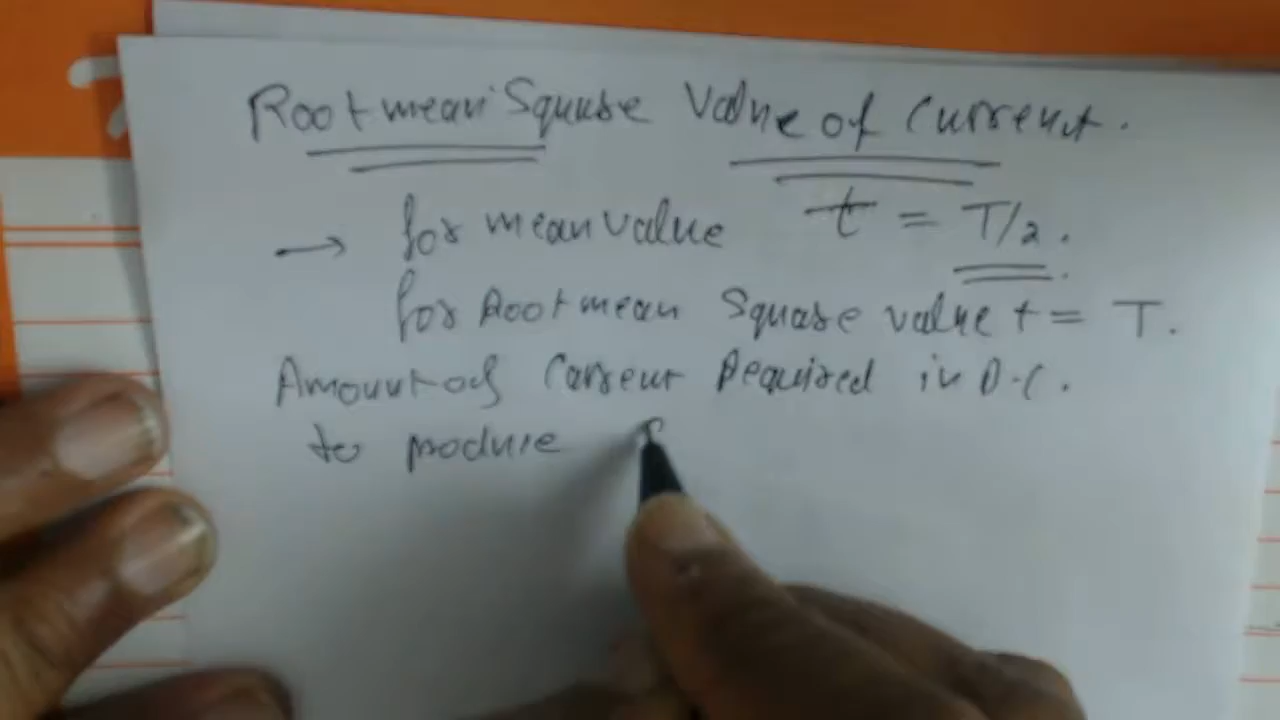 Root mean Square Value of Current.
→ for mean value t = T/2.
for Root mean Square value t = T.
Amount of Current Required in D.C.
to produce